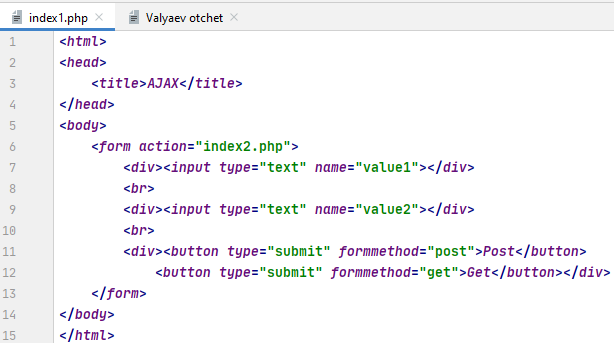 index1.php Valyaev otchet
1 <html>
2 <head>
3     <title>AJAX</title>
4 </head>
5 <body>
6     <form action="index2.php">
7         <div><input type="text" name="value1"></div>
8         <br>
9         <div><input type="text" name="value2"></div>
10         <br>
11         <div><button type="submit" formmethod="post">Post</button>
12             <button type="submit" formmethod="get">Get</button></div>
13     </form>
14 </body>
15 </html>